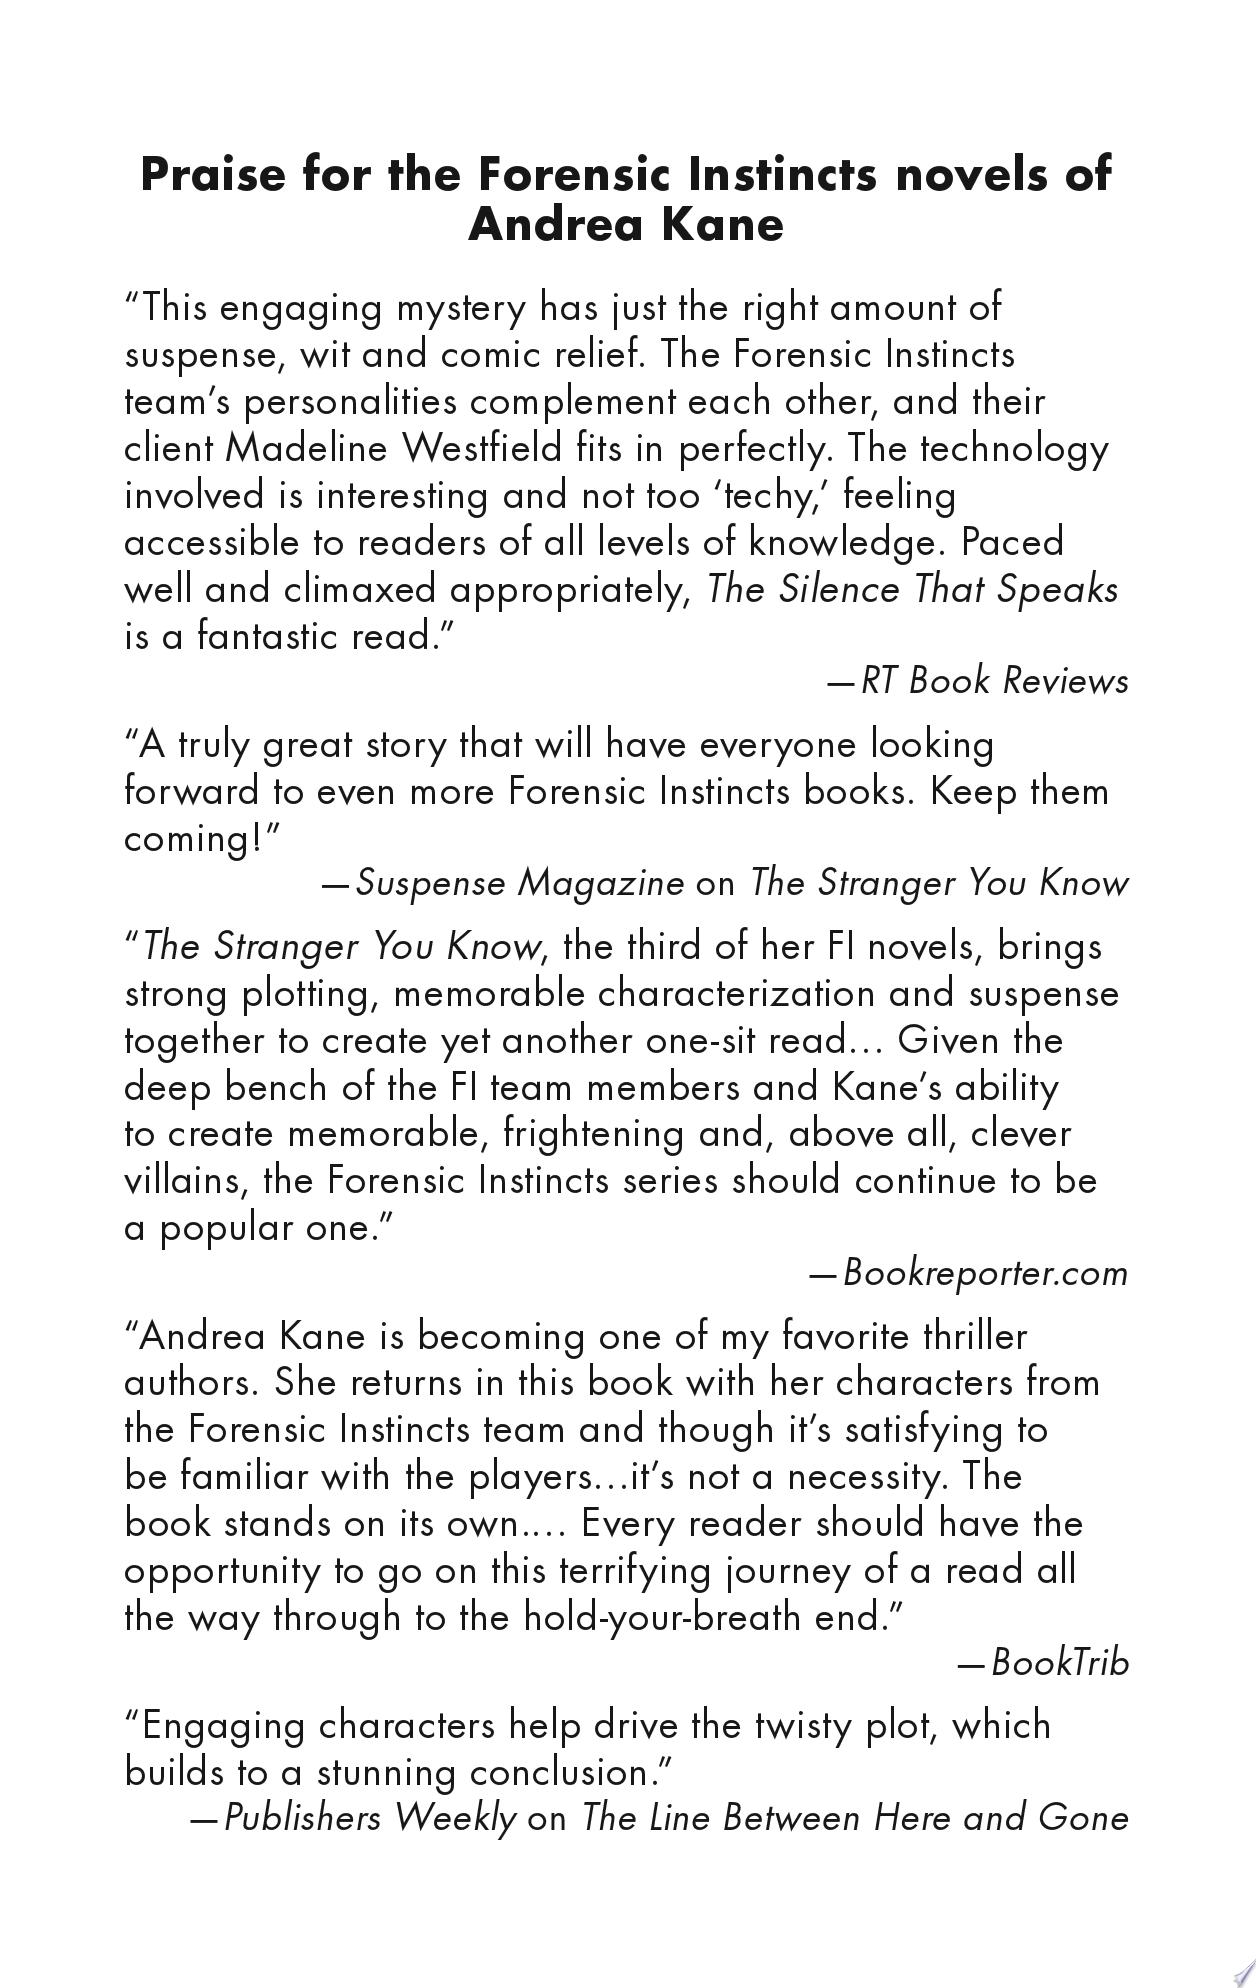 Praise for the Forensic Instincts novels of
Andrea Kane
“This engaging mystery has just the right amount of
suspense, wit and comic relief. The Forensic Instincts
team’s personalities complement each other, and their
client Madeline Westfield fits in perfectly. The technology
involved is interesting and not too ‘techy,’ feeling
accessible to readers of all levels of knowledge. Paced
well and climaxed appropriately, The Silence That Speaks
is a fantastic read.”
—RT Book Reviews
“A truly great story that will have everyone looking
forward to even more Forensic Instincts books. Keep them
coming!”
—Suspense Magazine on The Stranger You Know
“The Stranger You Know, the third of her FI novels, brings
strong plotting, memorable characterization and suspense
together to create yet another one-sit read… Given the
deep bench of the FI team members and Kane’s ability
to create memorable, frightening and, above all, clever
villains, the Forensic Instincts series should continue to be
a popular one.”
—Bookreporter.com
“Andrea Kane is becoming one of my favorite thriller
authors. She returns in this book with her characters from
the Forensic Instincts team and though it’s satisfying to
be familiar with the players…it’s not a necessity. The
book stands on its own.… Every reader should have the
opportunity to go on this terrifying journey of a read all
the way through to the hold-your-breath end.”
—BookTrib
“Engaging characters help drive the twisty plot, which
builds to a stunning conclusion.”
—Publishers Weekly on The Line Between Here and Gone